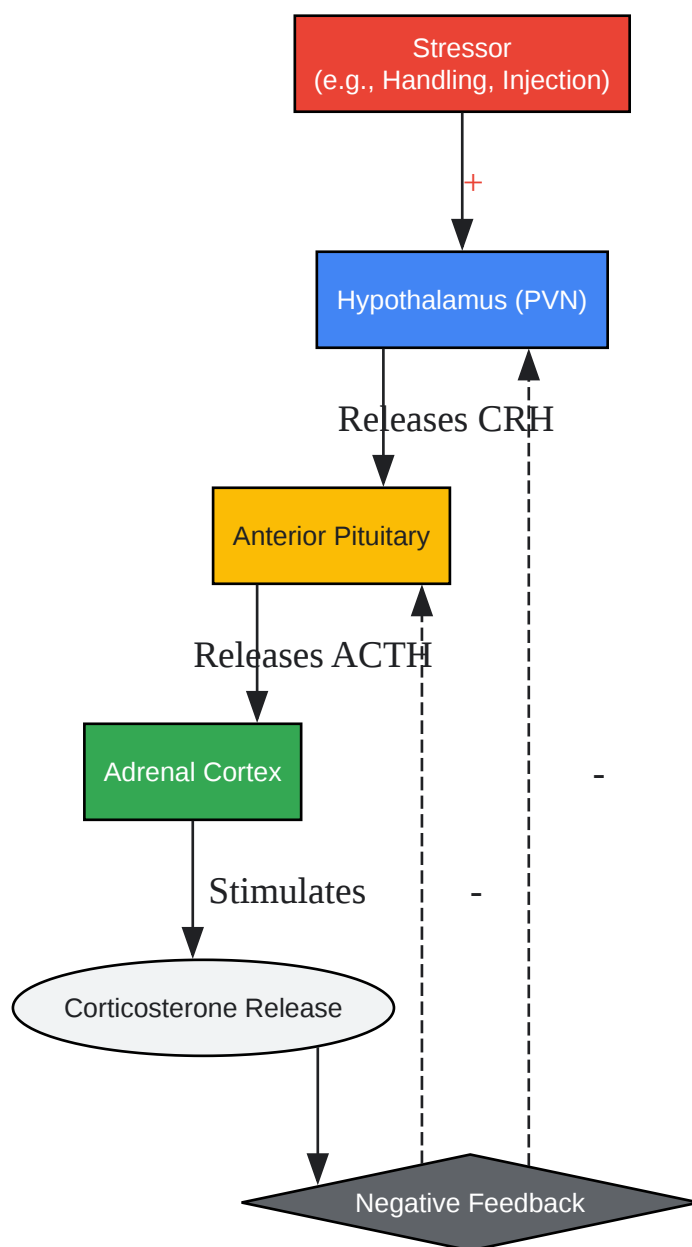 Stressor
(e.g., Handling, Injection)
+
Hypothalamus (PVN)
Releases CRH
Anterior Pituitary
Releases ACTH
Adrenal Cortex
-
Stimulates
-
Corticosterone Release
Negative Feedback